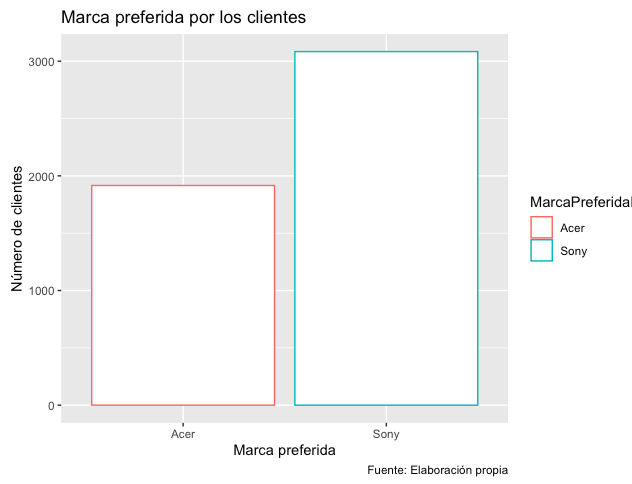 Marca preferida por los clientes
Número de clientes
3000
2000
1000
0
Acer
Sony
Marca preferida
MarcaPreferida
Acer
Sony
Fuente: Elaboración propia